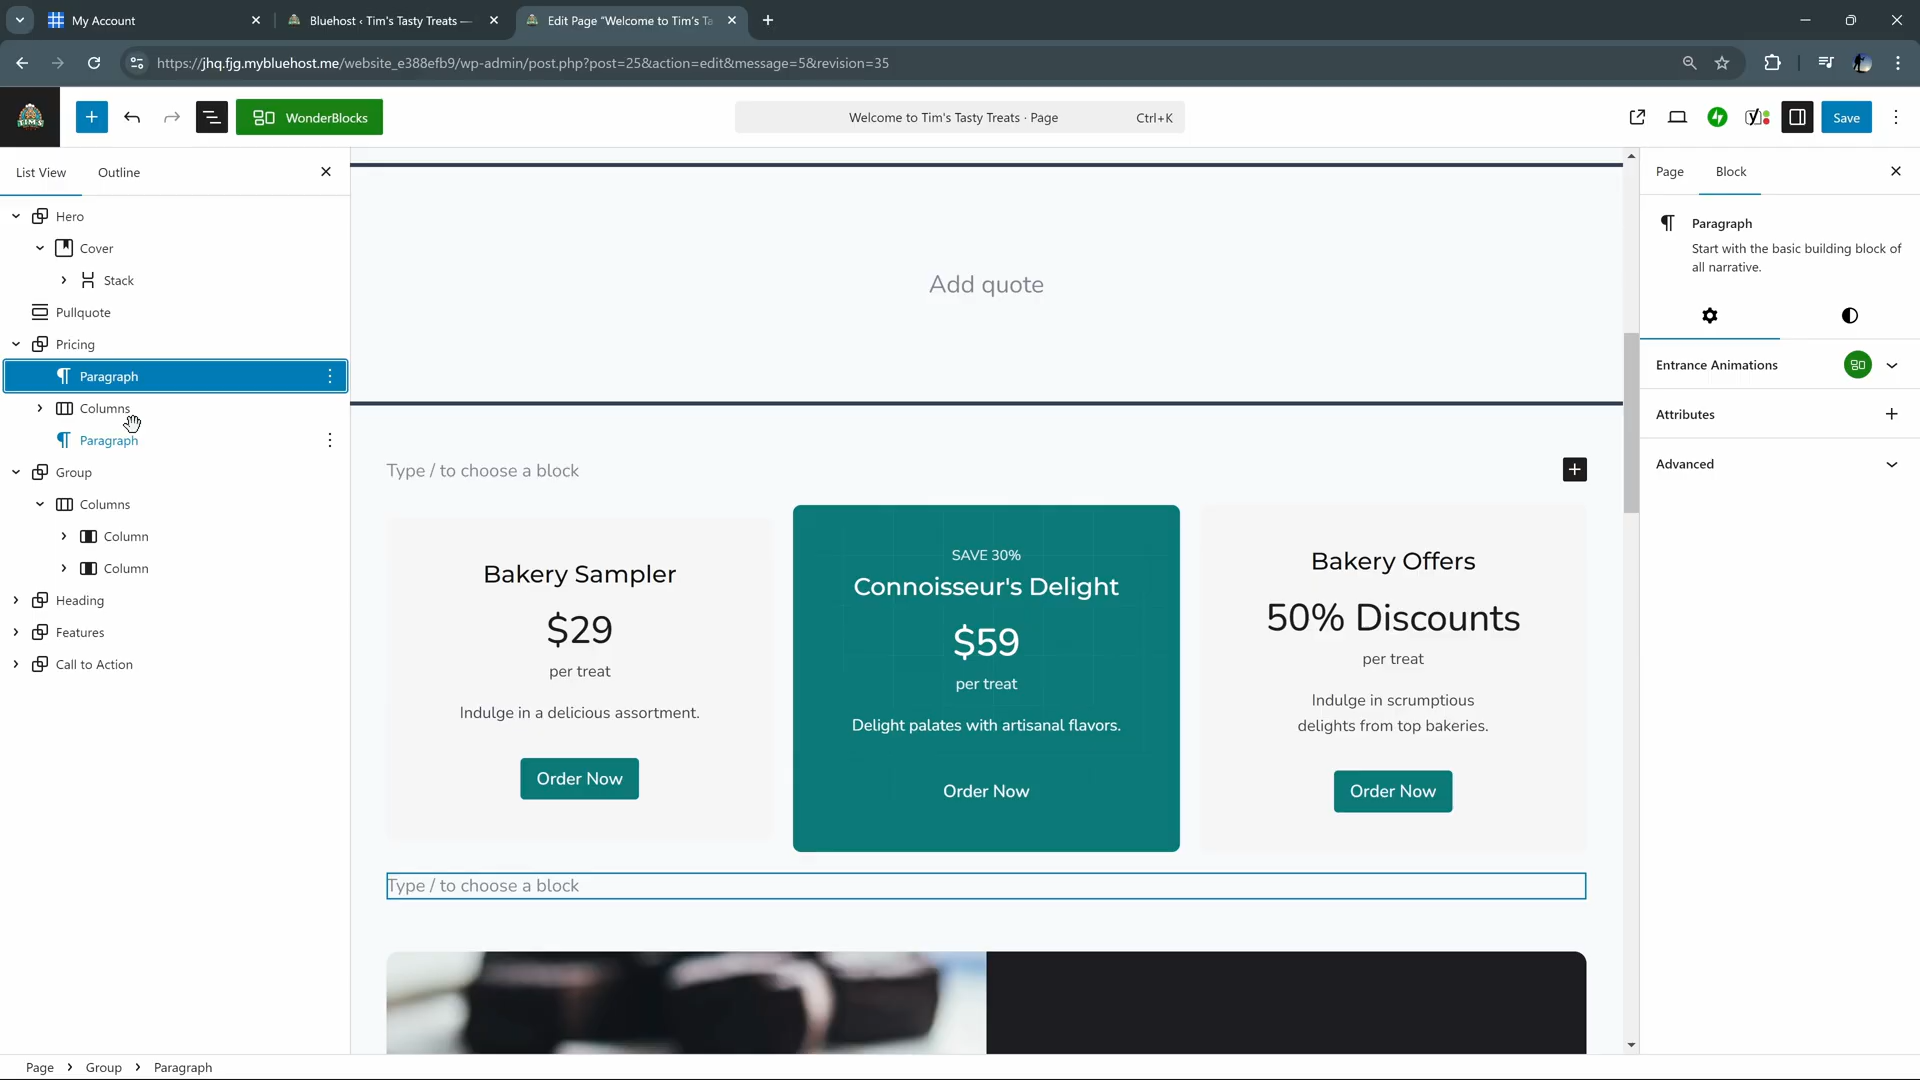 My Account
Bluehost ‹ Tim's Tasty Treats —
Edit Page "Welcome to Tim's Ta
https://jhq.fjg.mybluehost.me/website_e388efb9/wp-admin/post.php?post=25&action=edit&message=5&revision=35
TIM'S
WonderBlocks
Welcome to Tim's Tasty Treats · Page
Ctrl+K
Save
List View
Outline
Hero
Cover
Stack
Pullquote
Pricing
Paragraph
Columns
Paragraph
Group
Columns
Column
Column
Heading
Features
Call to Action
Add quote
Type / to choose a block
Bakery Sampler
$29
per treat
Indulge in a delicious assortment.
Order Now
SAVE 30%
Connoisseur's Delight
$59
per treat
Delight palates with artisanal flavors.
Order Now
Bakery Offers
50% Discounts
per treat
Indulge in scrumptious
delights from top bakeries.
Order Now
Type / to choose a block
Page
Block
Paragraph
Start with the basic building block of
all narrative.
Entrance Animations
Attributes
Advanced
Page
Group
Paragraph